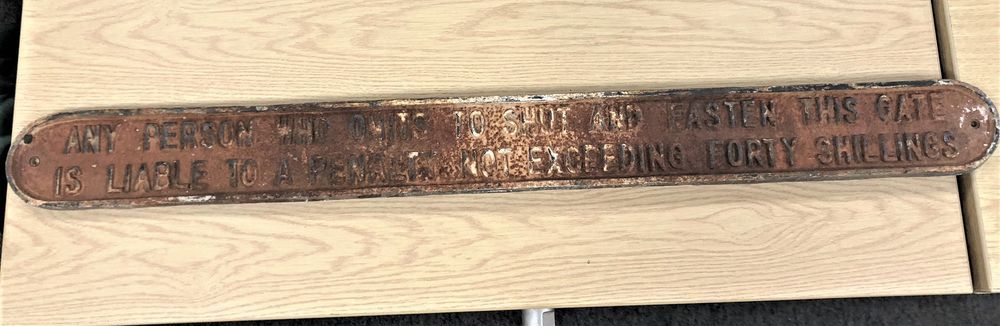 ANY PERSON WHO OMITS TO SHUT AND FASTEN THIS GATE
IS LIABLE TO A PENALTY NOT EXCEEDING FORTY SHILLINGS